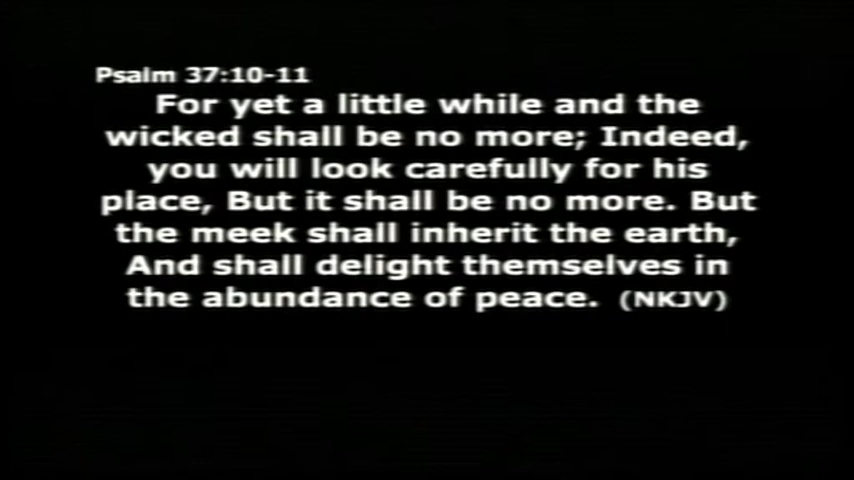 Psalm 37:10-11
For yet a little while and the
wicked shall be no more; Indeed,
you will look carefully for his
place, But it shall be no more. But
the meek shall inherit the earth,
And shall delight themselves in
the abundance of peace. (NKJV)